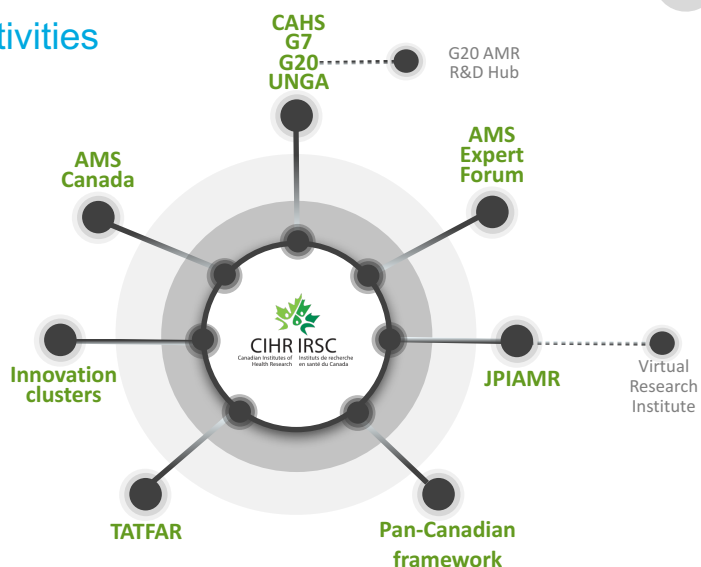 tivities
CAHS
G7
G20
UNGA
G20 AMR
R&D Hub
AMS
Canada
AMS
Expert
Forum
CIHR IRSC
Canadian Institutes of Instituts de recherche
Health Research en santé du Canada
Innovation
clusters
JPIAMR
Virtual
Research
Institute
TATFAR
Pan-Canadian
framework